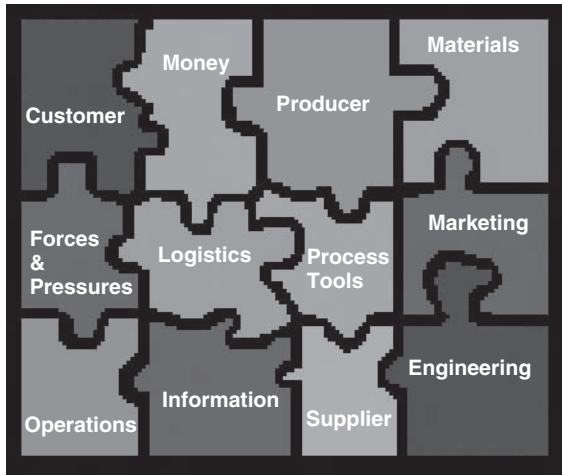 Customer
Money
Producer
Materials
Forces
&
Pressures
Logistics
Process
Tools
Marketing
Operations
Information
Supplier
Engineering